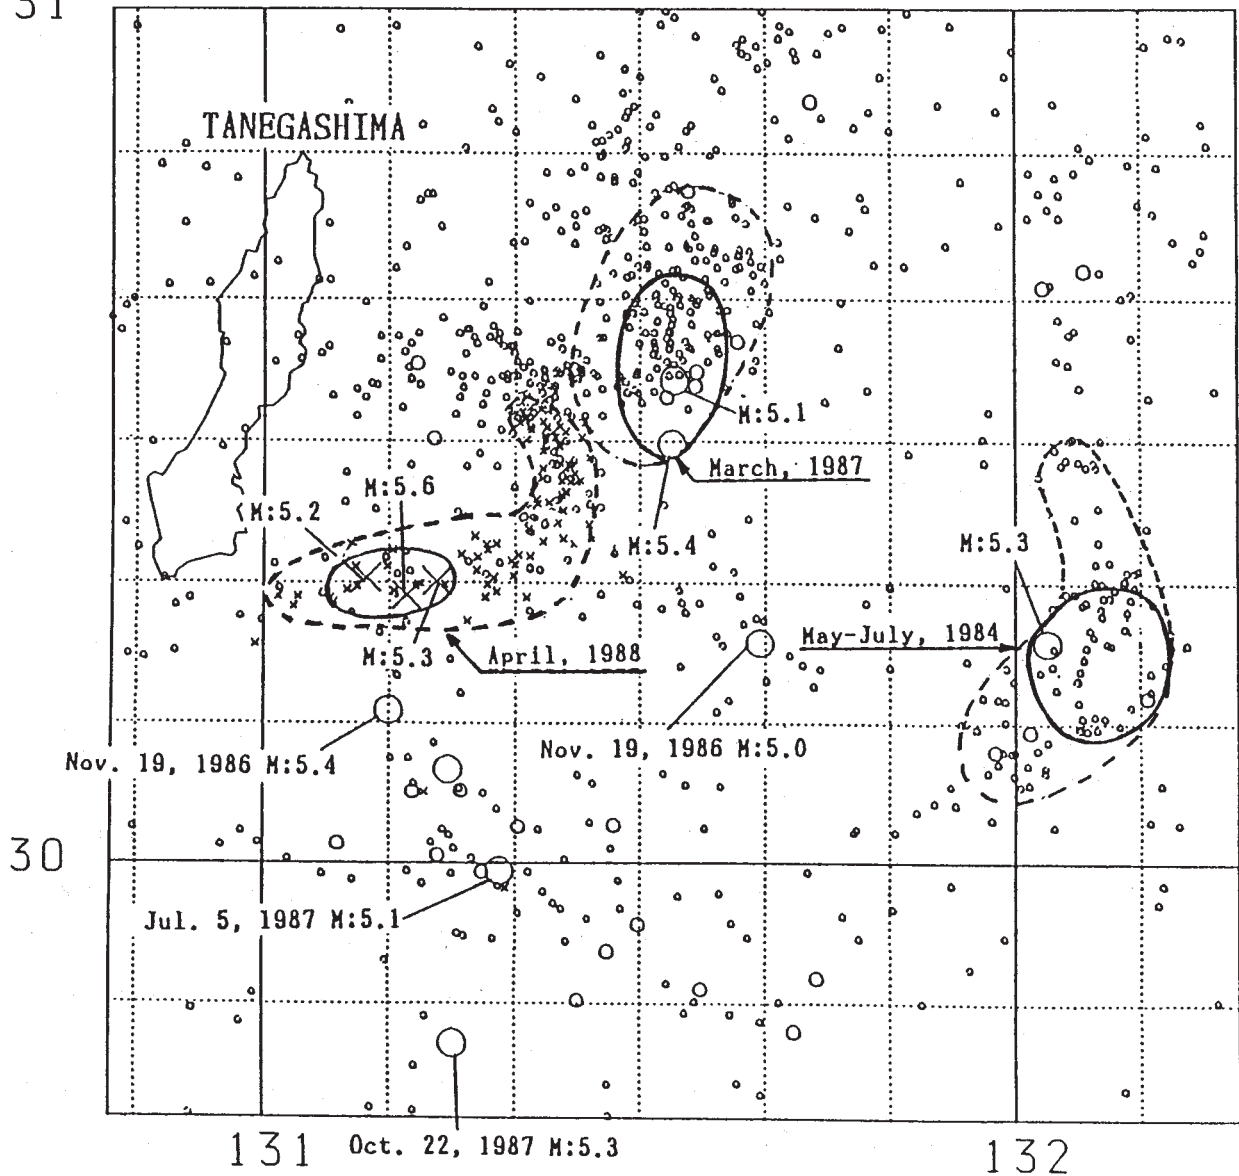 31
TANEGASHIMA
M:5.1
March, 1987
M:5.6
M:5.2
M:5.4
M:5.3
May-July, 1984
M:5.3
April, 1988
Nov. 19, 1986 M:5.4
Nov. 19, 1986 M:5.0
30
Jul. 5, 1987 M:5.1
131
Oct. 22, 1987 M:5.3
132